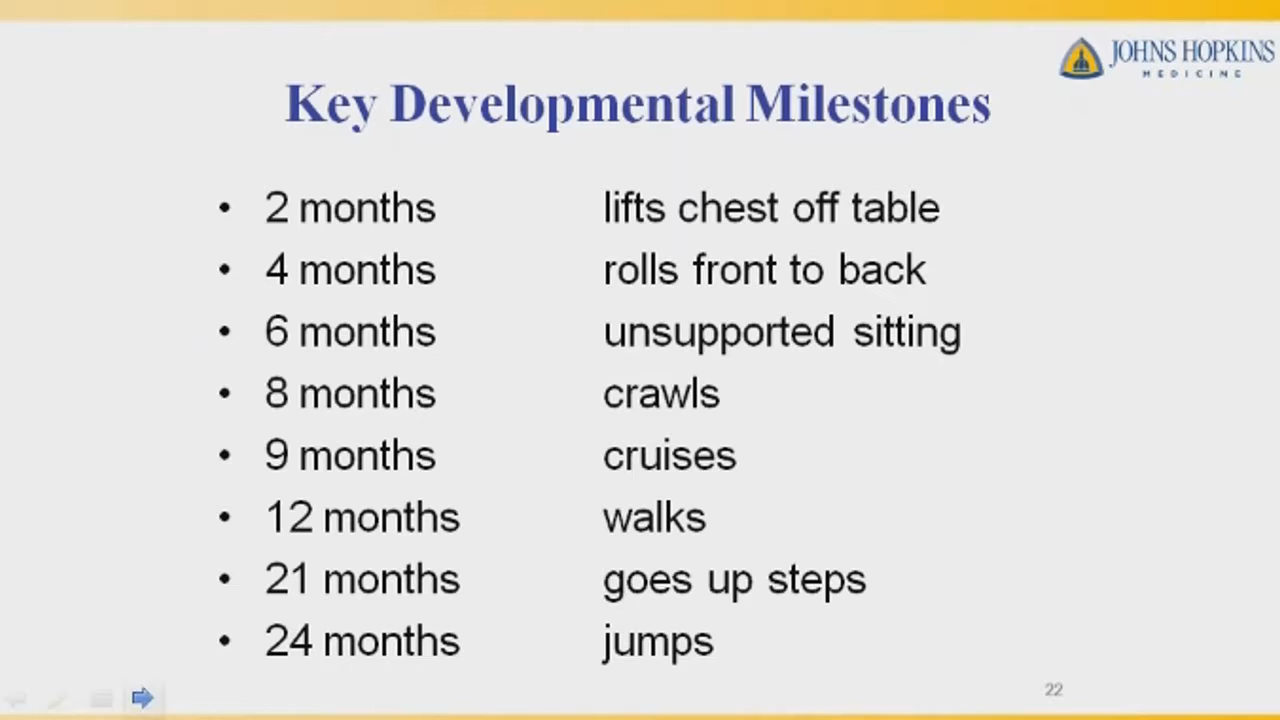 JOHNS HOPKINS
MEDICINE
Key Developmental Milestones
• 2 months lifts chest off table
• 4 months rolls front to back
• 6 months unsupported sitting
• 8 months crawls
• 9 months cruises
• 12 months walks
• 21 months goes up steps
• 24 months jumps
22